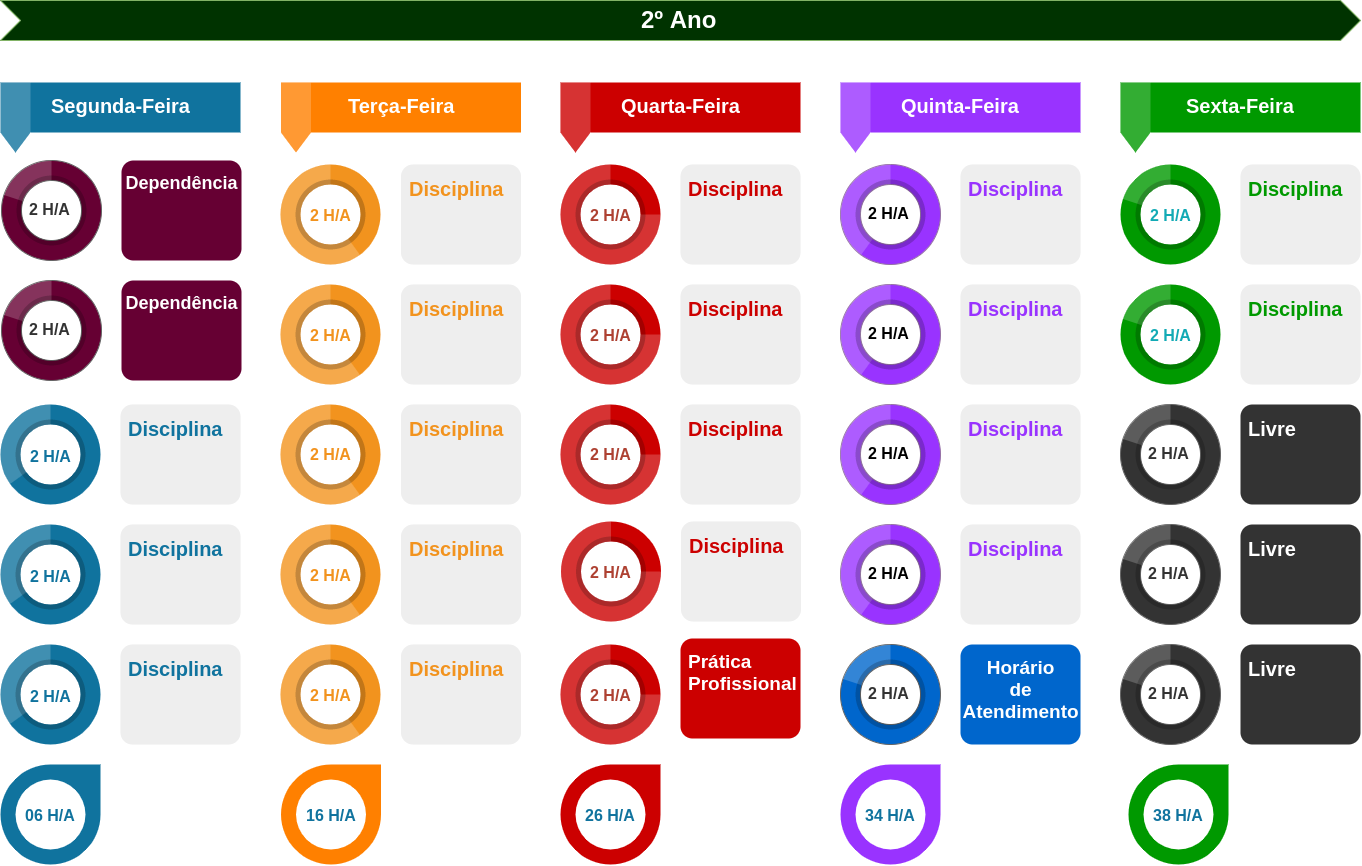 2º Ano
Segunda-Feira
Terça-Feira
Quarta-Feira
Quinta-Feira
Sexta-Feira
2 H/A
Dependência
2 H/A
Disciplina
2 H/A
Disciplina
2 H/A
Disciplina
2 H/A
Disciplina
2 H/A
Dependência
2 H/A
Disciplina
2 H/A
Disciplina
2 H/A
Disciplina
2 H/A
Disciplina
2 H/A
Disciplina
2 H/A
Disciplina
2 H/A
Disciplina
2 H/A
Disciplina
2 H/A
Livre
2 H/A
Disciplina
2 H/A
Disciplina
2 H/A
Disciplina
2 H/A
Disciplina
2 H/A
Livre
2 H/A
Disciplina
2 H/A
Disciplina
2 H/A
Prática
Profissional
2 H/A
Horário
de
Atendimento
2 H/A
Livre
06 H/A
16 H/A
26 H/A
34 H/A
38 H/A